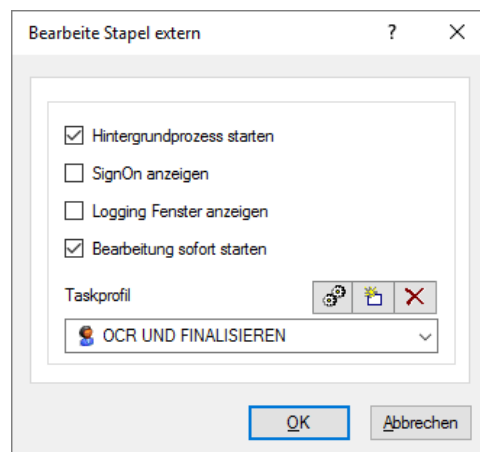 Bearbeite Stapel extern
Hintergrundprozess starten
SignOn anzeigen
Logging Fenster anzeigen
Bearbeitung sofort starten
Taskprofil
OCR UND FINALISIEREN
OK
Abbrechen